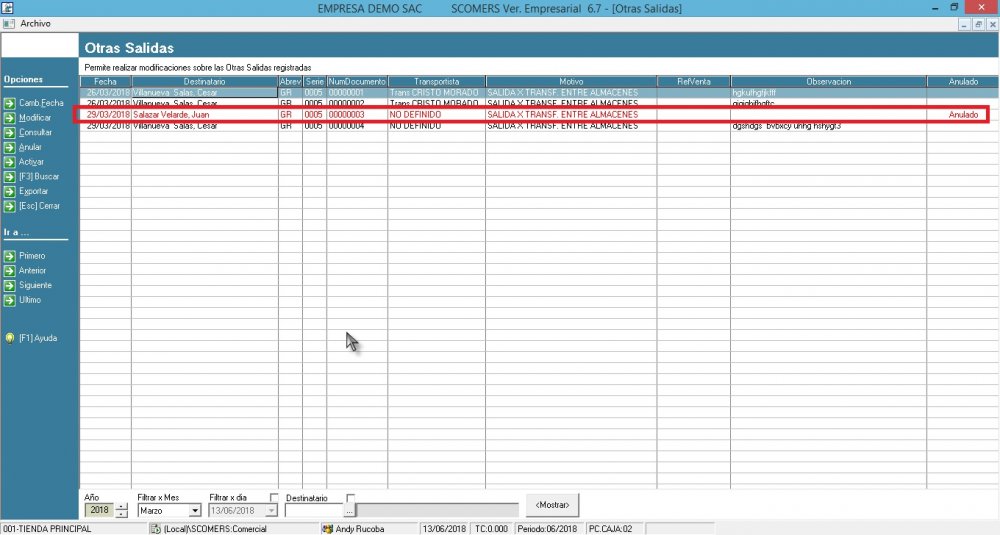 EMPRESA DEMO SAC SCOMERS Ver. Empresarial 6.7 - [Otras Salidas]
Archivo
Otras Salidas
Permite realizar modificaciones sobre las Otras Salidas registradas
Opciones
Camb.Fecha
Modificar
Consultar
Anular
Activar
[F3] Buscar
Exportar
[Esc] Cerrar
Ir a ...
Primero
Anterior
Siguiente
Ultimo
[F1] Ayuda
Fecha Destinatario Abrev Serie NumDocumento Transportista Motivo RefVenta Observacion Anulado
26/03/2018 Villanueva Salas, Cesar GR 0005 00000001 Trans CRISTO MORADO SALIDA X TRANSF. ENTRE ALMACENES
26/03/2018 Villanueva Salas, Cesar GR 0005 00000002 Trans CRISTO MORADO SALIDA X TRANSF. ENTRE ALMACENES
29/03/2018 Salazar Velarde, Juan GR 0005 00000003 NO DEFINIDO SALIDA X TRANSF. ENTRE ALMACENES Anulado
29/03/2018 Villanueva Salas, Cesar GR 0005 00000004 NO DEFINIDO SALIDA X TRANSF. ENTRE ALMACENES dgshdgs bvbxcy uhhg hshygt3
Año Filtrar x Mes Filtrar x dia Destinatario
2018 Marzo 13/06/2018 ... <Mostrar>
001-TIENDA PRINCIPAL (Local)\SCOMERS:Comercial Andy Rucoba 13/06/2018 TC:0.000 Periodo:06/2018 PC.CAJA:02